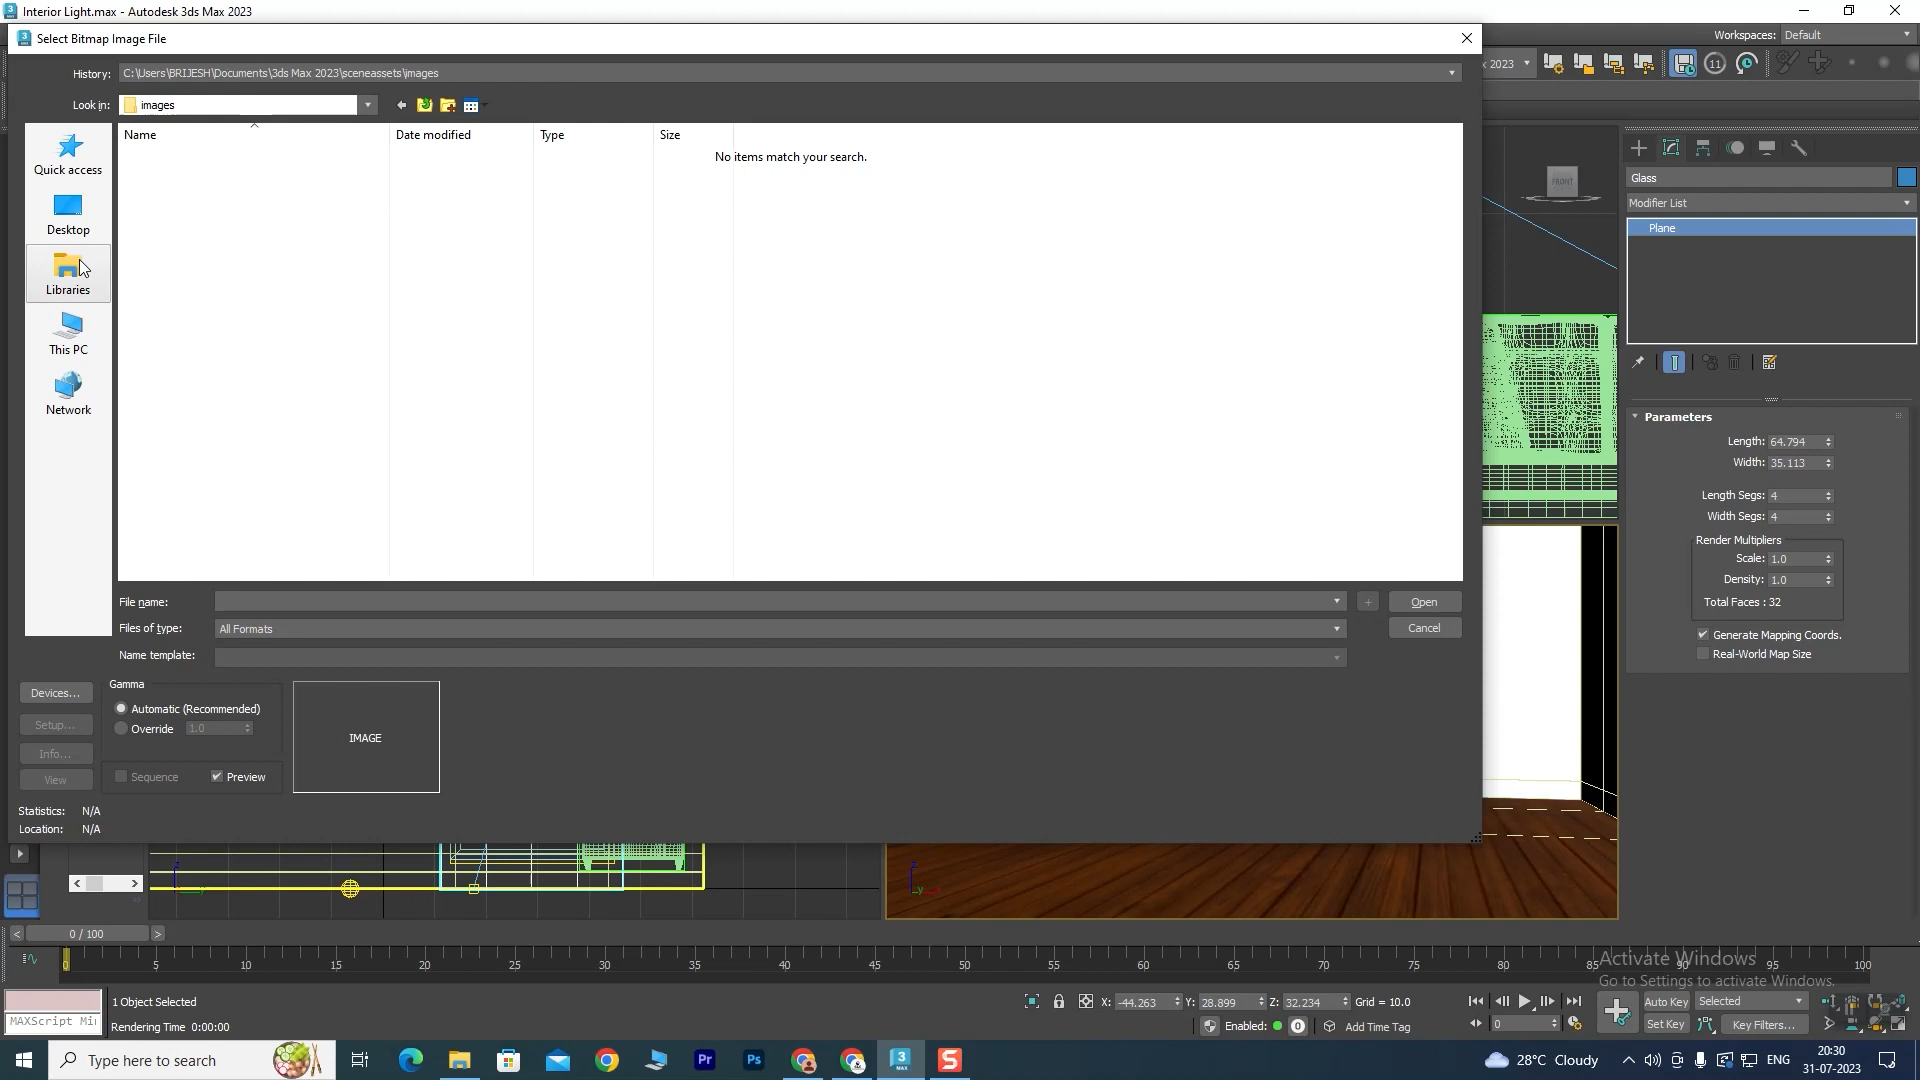 Interior Light.max - Autodesk 3ds Max 2023
Workspaces: Default
Select Bitmap Image File
History: C:\Users\BRIJESH\Documents\3ds Max 2023\sceneassets\images
x 2023
11
Look in: images
Name Date modified Type Size
No items match your search.
Quick access
Desktop
Libraries
This PC
Network
FRONT
Glass
Modifier List
Plane
Parameters
Length: 64.794
Width: 35.113
Length Segs: 4
Width Segs: 4
Render Multipliers
Scale: 1.0
Density: 1.0
Total Faces : 32
Generate Mapping Coords.
Real-World Map Size
File name: Open
Files of type: All Formats Cancel
Name template:
Devices...
Setup...
Info...
View
Gamma
Automatic (Recommended)
Override 1.0
Sequence Preview
IMAGE
Statistics: N/A
Location: N/A
z
y
z
y
< >
< 0 / 100 >
0 5 10 15 20 25 30 35 40 45 50 55 60 65 70 75 80 85 90 95 100
Activate Windows
Go to Settings to activate Windows.
1 Object Selected
X: -44.263 Y: 28.899 Z: 32.234 Grid = 10.0
Auto Key Selected
MAXScript Mi
Rendering Time 0:00:00
Enabled: 0 Add Time Tag
0
Set Key Key Filters...
Type here to search
Pr
Ps
3
MAX
S
28°C Cloudy
ENG
20:30
31-07-2023